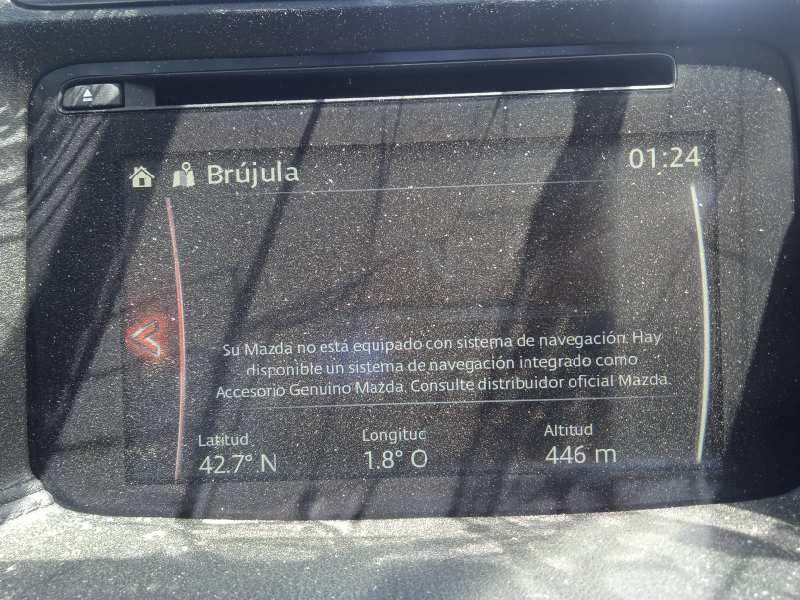 Brújula
01:24
Su Mazda no está equipado con sistema de navegación. Hay
disponible un sistema de navegación integrado como
Accesorio Genuino Mazda. Consulte distribuidor oficial Mazda.
Latitud
Longitud
Altitud
42.7° N
1.8° O
446 m